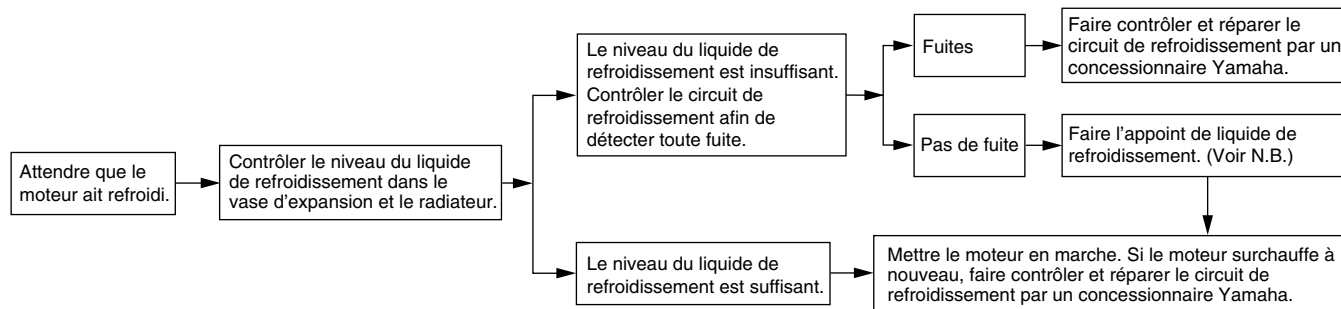 Attendre que le
moteur ait refroidi.
Contrôler le niveau du liquide
de refroidissement dans le
vase d’expansion et le radiateur.
Le niveau du liquide de
refroidissement est insuffisant.
Contrôler le circuit de
refroidissement afin de
détecter toute fuite.
Fuites
Faire contrôler et réparer le
circuit de refroidissement par un
concessionnaire Yamaha.
Pas de fuite
Faire l’appoint de liquide de
refroidissement. (Voir N.B.)
Le niveau du liquide de
refroidissement est suffisant.
Mettre le moteur en marche. Si le moteur surchauffe à
nouveau, faire contrôler et réparer le circuit de
refroidissement par un concessionnaire Yamaha.